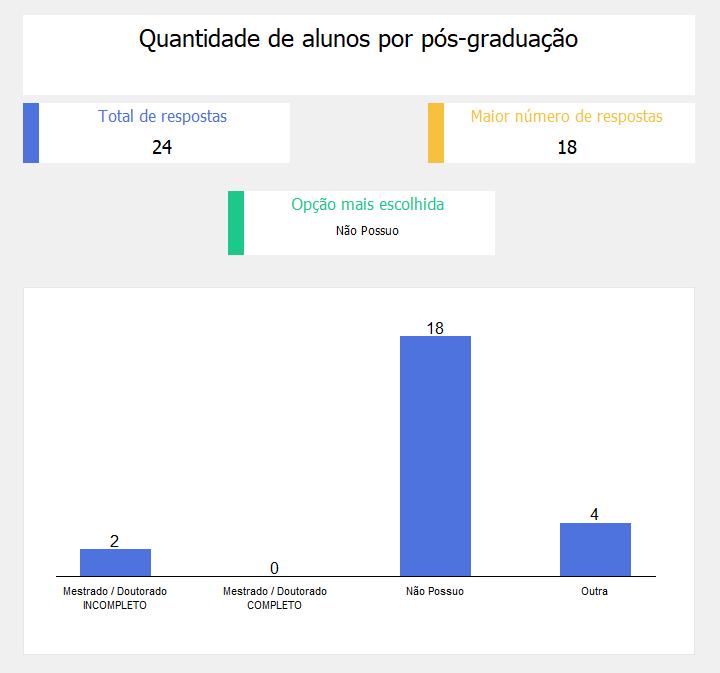 Quantidade de alunos por pós-graduação
Total de respostas
24
Maior número de respostas
18
Opção mais escolhida
Não Possuo
18
4
2
0
Mestrado / Doutorado
INCOMPLETO
Mestrado / Doutorado
COMPLETO
Não Possuo
Outra